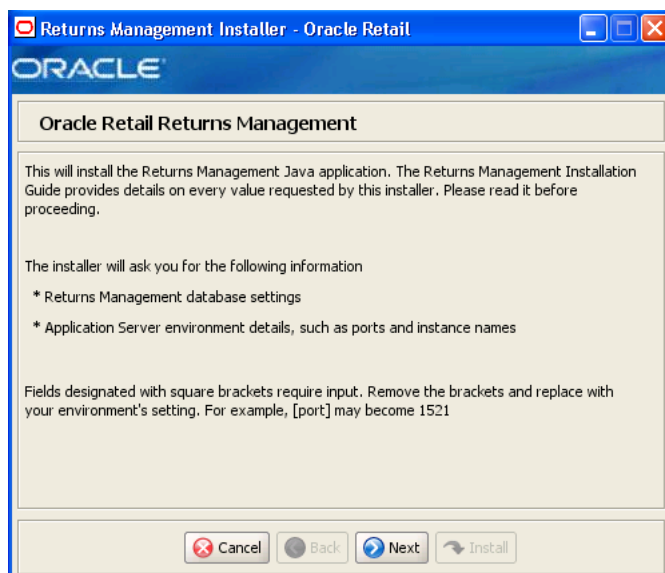 Returns Management Installer - Oracle Retail
ORACLE
Oracle Retail Returns Management
This will install the Returns Management Java application. The Returns Management Installation
Guide provides details on every value requested by this installer. Please read it before
proceeding.
The installer will ask you for the following information
* Returns Management database settings
* Application Server environment details, such as ports and instance names
Fields designated with square brackets require input. Remove the brackets and replace with
your environment's setting. For example, [port] may become 1521
Cancel Back Next Install